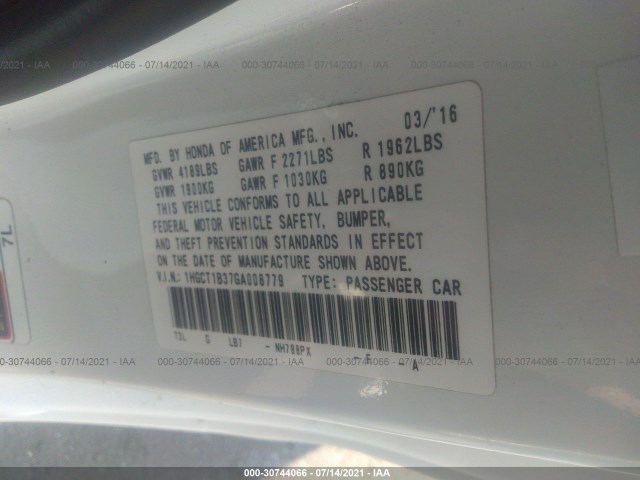 000-30744066 - 07/14/2021 - IAA
7L
MFD. BY HONDA OF AMERICA MFG., INC. 03/'16
GVWR 4189LBS GAWR F 2271LBS R 1962LBS
GVWR 1900KG GAWR F 1030KG R 890KG
THIS VEHICLE CONFORMS TO ALL APPLICABLE
FEDERAL MOTOR VEHICLE SAFETY, BUMPER,
AND THEFT PREVENTION STANDARDS IN EFFECT
ON THE DATE OF MANUFACTURE SHOWN ABOVE.
V.I.N.: 1HGCT1B37GA008779 TYPE: PASSENGER CAR
73L G LB7 - NH788PX - E - A
000-30744066 - 07/14/2021 - IAA